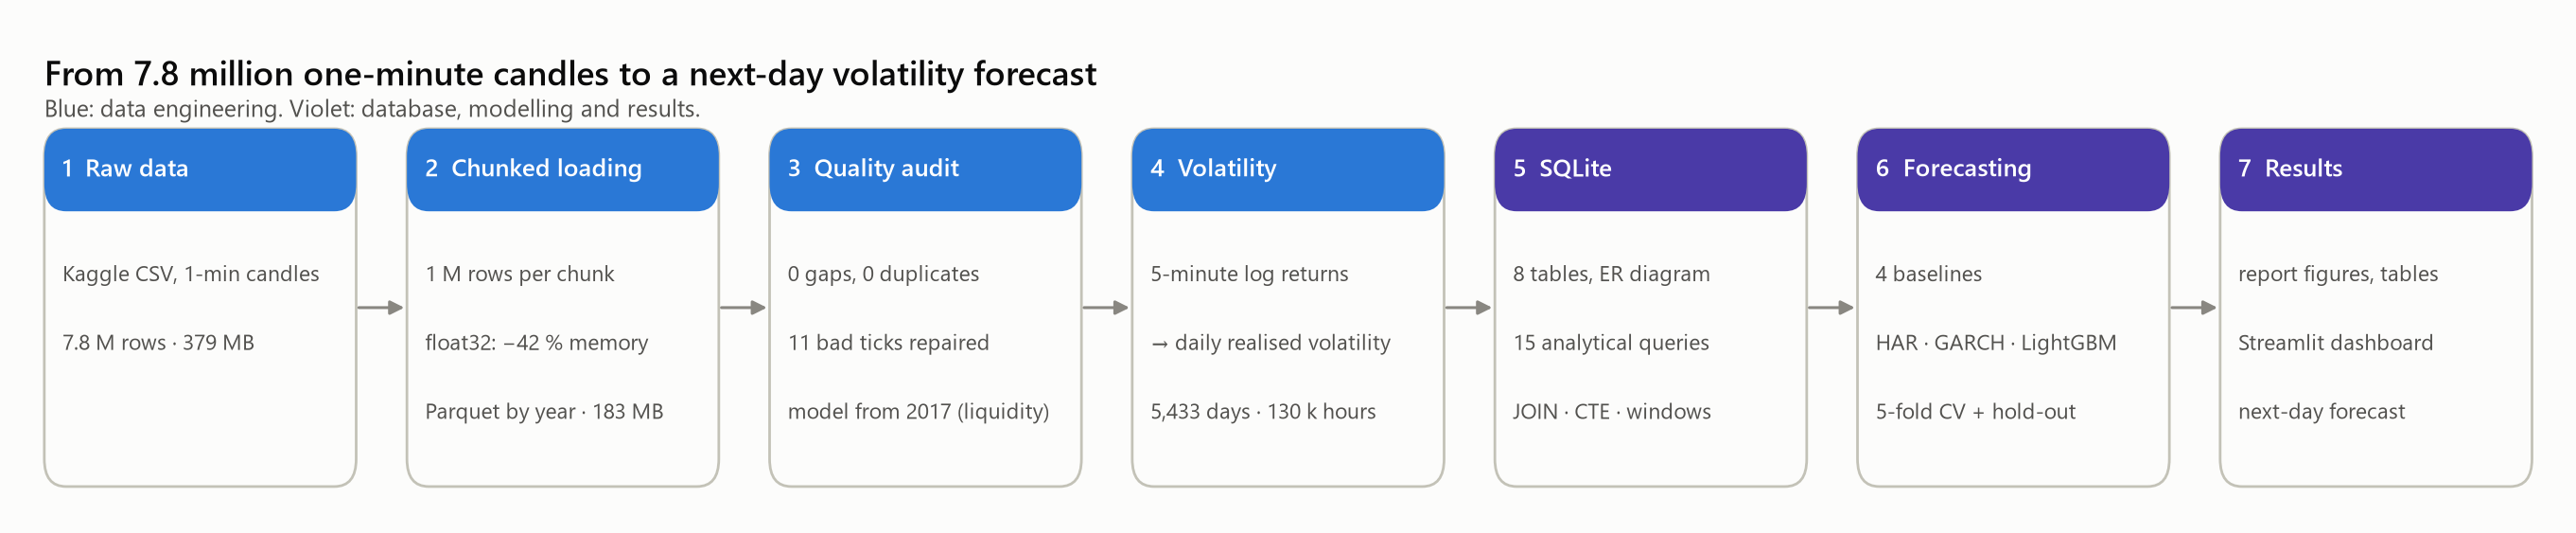 From 7.8 million one-minute candles to a next-day volatility forecast
Blue: data engineering. Violet: database, modelling and results.
1 Raw data
Kaggle CSV, 1-min candles
7.8 M rows · 379 MB
2 Chunked loading
1 M rows per chunk
float32: −42 % memory
Parquet by year · 183 MB
3 Quality audit
0 gaps, 0 duplicates
11 bad ticks repaired
model from 2017 (liquidity)
4 Volatility
5-minute log returns
→ daily realised volatility
5,433 days · 130 k hours
5 SQLite
8 tables, ER diagram
15 analytical queries
JOIN · CTE · windows
6 Forecasting
4 baselines
HAR · GARCH · LightGBM
5-fold CV + hold-out
7 Results
report figures, tables
Streamlit dashboard
next-day forecast